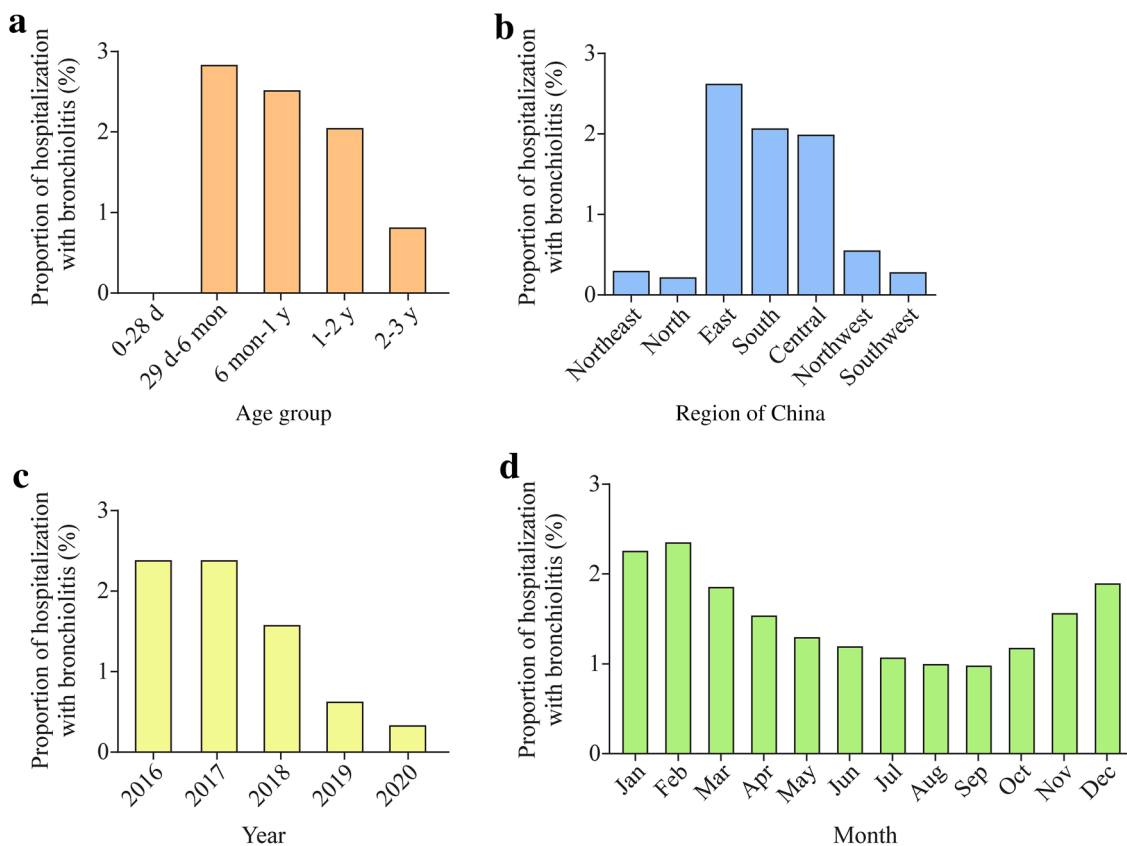 a
Proportion of hospitalization
with bronchiolitis (%)
3
2
1
0
0-28 d
29 d-6 mon
6 mon-1 y
1-2 y
2-3 y
Age group
b
Proportion of hospitalization
with bronchiolitis (%)
3
2
1
0
Northeast
North
East
South
Central
Northwest
Southwest
Region of China
c
Proportion of hospitalization
with bronchiolitis (%)
3
2
1
0
2016
2017
2018
2019
2020
Year
d
Proportion of hospitalization
with bronchiolitis (%)
3
2
1
0
Jan
Feb
Mar
Apr
May
Jun
Jul
Aug
Sep
Oct
Nov
Dec
Month